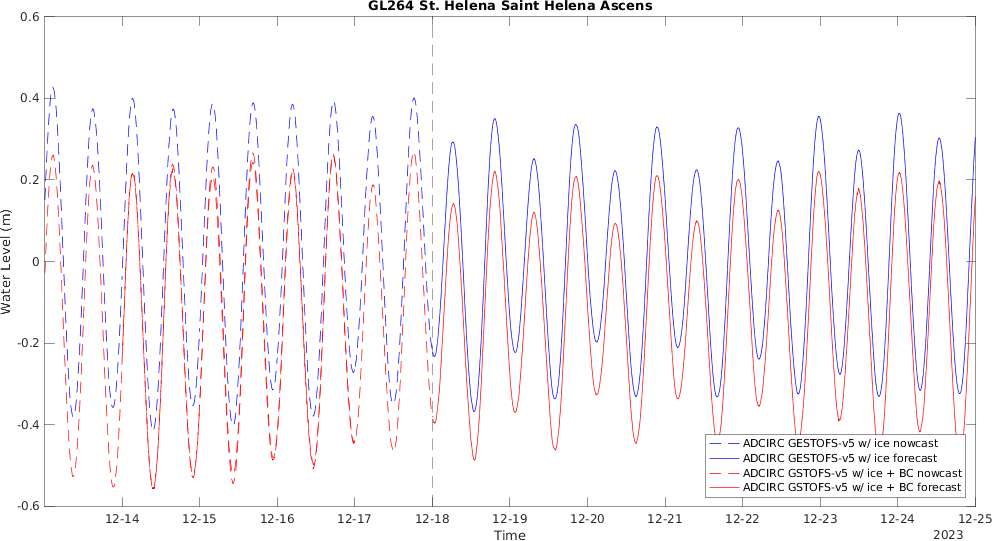 GL264 St. Helena Saint Helena Ascens
0.6
0.4
0.2
0
-0.2
-0.4
-0.6
Water Level (m)
12-14
12-15
12-16
12-17
12-18
12-19
12-20
12-21
12-22
12-23
12-24
12-25
Time
2023
ADCIRC GESTOFS-v5 w/ ice nowcast
ADCIRC GESTOFS-v5 w/ ice forecast
ADCIRC GSTOFS-v5 w/ ice + BC nowcast
ADCIRC GSTOFS-v5 w/ ice + BC forecast